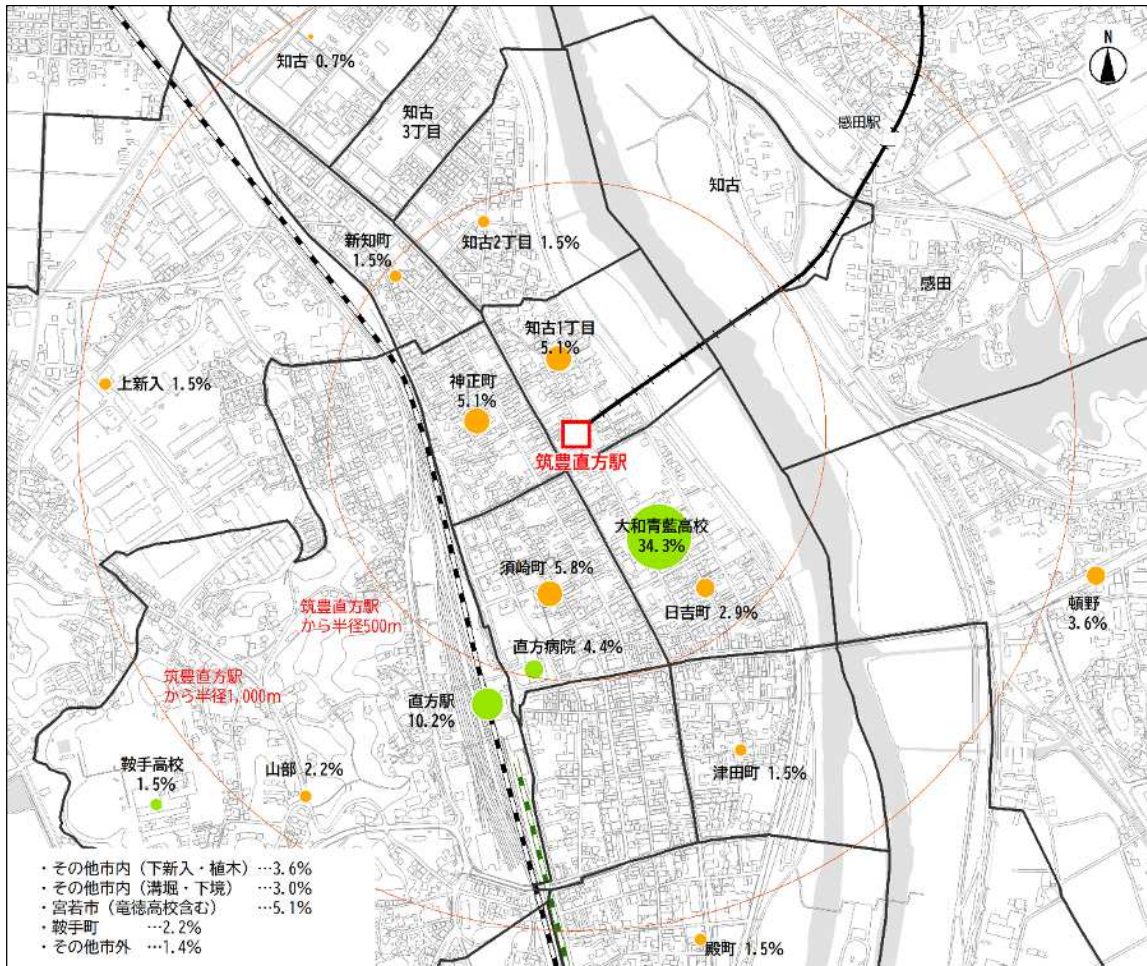 N
知古 0.7%
知古
3丁目
感田駅
知古
新知町
1.5%
知古2丁目 1.5%
感田
知古1丁目
5.1%
上新入 1.5%
神正町
5.1%
筑豊直方駅
大和青藍高校
34.3%
須崎町 5.8%
日吉町 2.9%
頓野
3.6%
筑豊直方駅
から半径500m
直方病院 4.4%
筑豊直方駅
から半径1,000m
直方駅
10.2%
鞍手高校
1.5%
山部 2.2%
津田町 1.5%
・その他市内（下新入・植木）…3.6%
・その他市内（溝堀・下境） …3.0%
・宮若市（竜徳高校含む） …5.1%
・鞍手町 …2.2%
・その他市外 …1.4%
殿町 1.5%